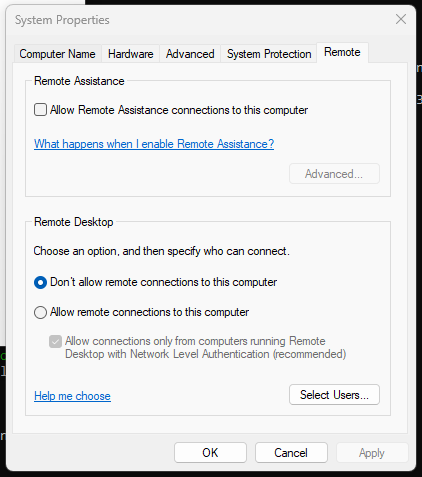 System Properties
Computer Name Hardware Advanced System Protection Remote
Remote Assistance
Allow Remote Assistance connections to this computer
What happens when I enable Remote Assistance?
Advanced...
Remote Desktop
Choose an option, and then specify who can connect.
Don't allow remote connections to this computer
Allow remote connections to this computer
Allow connections only from computers running Remote
Desktop with Network Level Authentication (recommended)
Help me choose
Select Users...
OK Cancel Apply